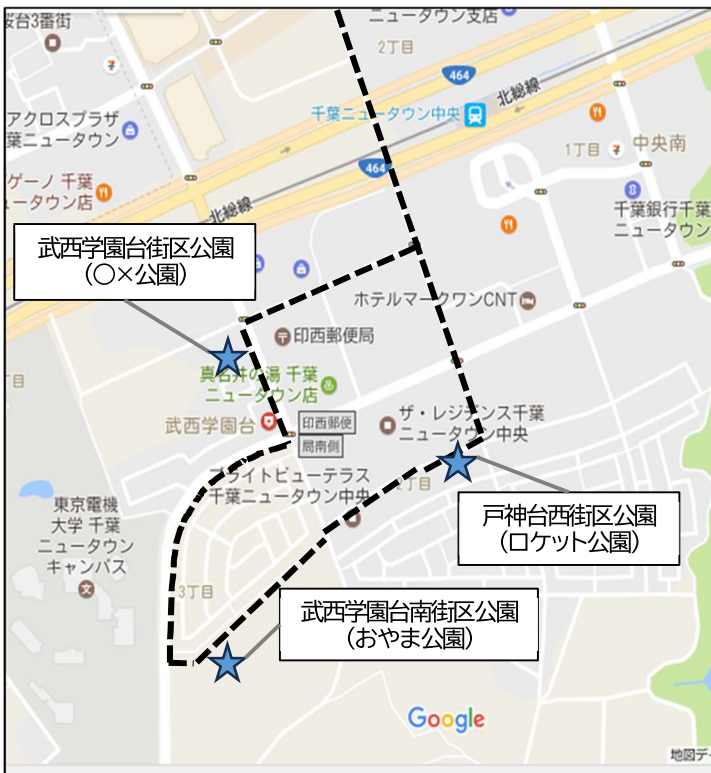 桜台3番街
ニュータウン支店
2丁目
464
千葉ニュータウン中央
北総線
アクロスプラザ
葉ニュータウン
1丁目
中央南
464
ゲーノ 千葉
ュータウン店
千葉銀行千葉
ニュータウン
北総線
武西学園台街区公園
(○×公園)
ホテルマークワンCNT
印西郵便局
丁目
真名井の湯 千葉
ニュータウン店
武西学園台
印西郵便
局南側
ザ・レジデンス千葉
ニュータウン中央
ブライトビューテラス
千葉ニュータウン中央
2丁目
戸神台西街区公園
(ロケット公園)
東京電機
大学 千葉
ニュータウン
キャンパス
3丁目
武西学園台南街区公園
(おやま公園)
Google
地図デー